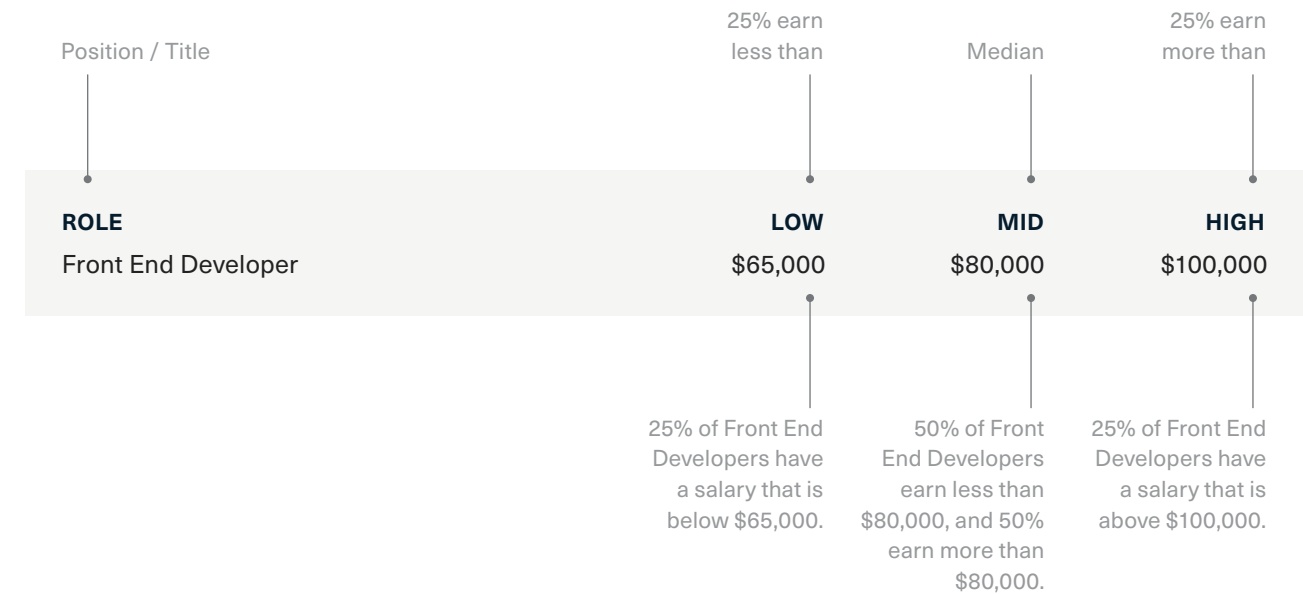 Position / Title
25% earn
less than
Median
25% earn
more than
ROLE LOW MID HIGH
Front End Developer $65,000 $80,000 $100,000
25% of Front End
Developers have
a salary that is
below $65,000.
50% of Front
End Developers
earn less than
$80,000, and 50%
earn more than
$80,000.
25% of Front End
Developers have
a salary that is
above $100,000.